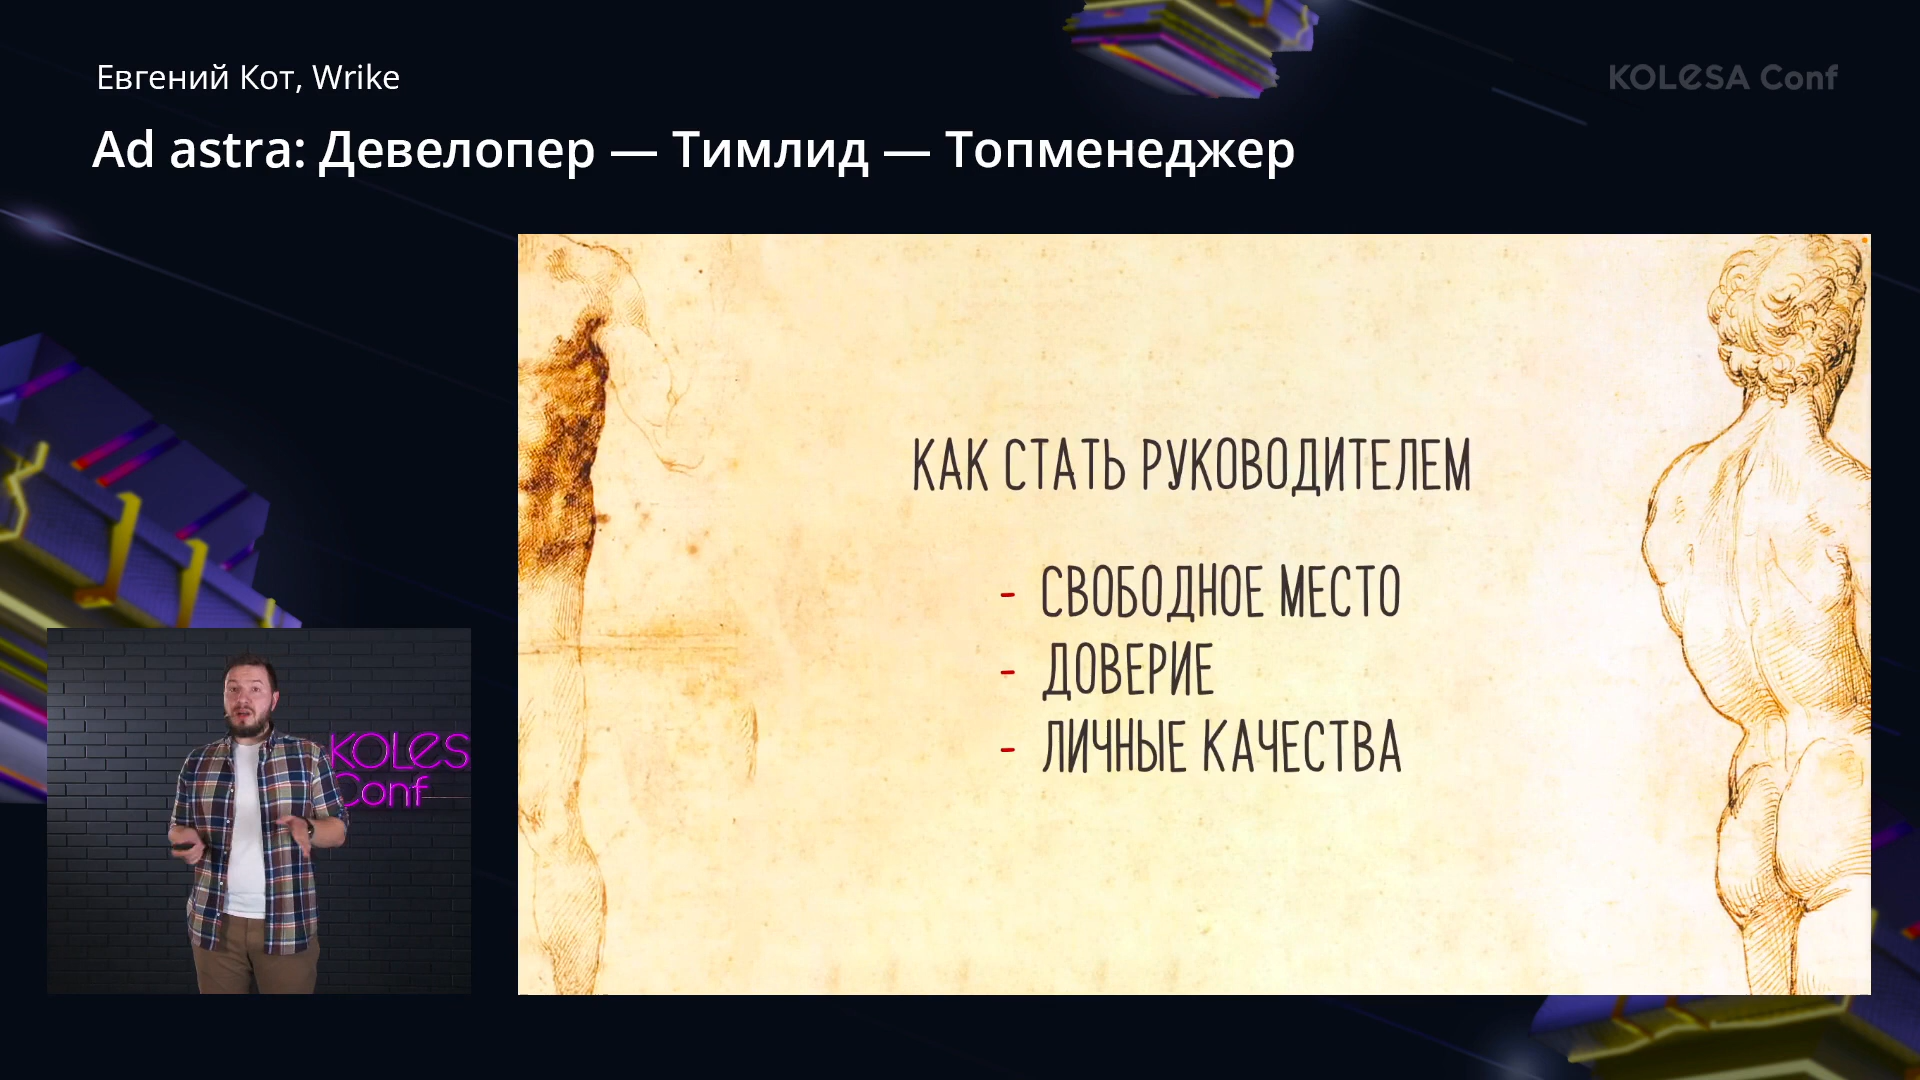 Евгений Кот, Wrike
KOLESA Conf
Ad astra: Девелопер — Тимлид — Топменеджер
КАК СТАТЬ РУКОВОДИТЕЛЕМ
- СВОБОДНОЕ МЕСТО
- ДОВЕРИЕ
- ЛИЧНЫЕ КАЧЕСТВА
KOLES
Conf